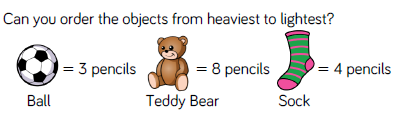 Can you order the objects from heaviest to lightest?
= 3 pencils = 8 pencils = 4 pencils
Ball Teddy Bear Sock